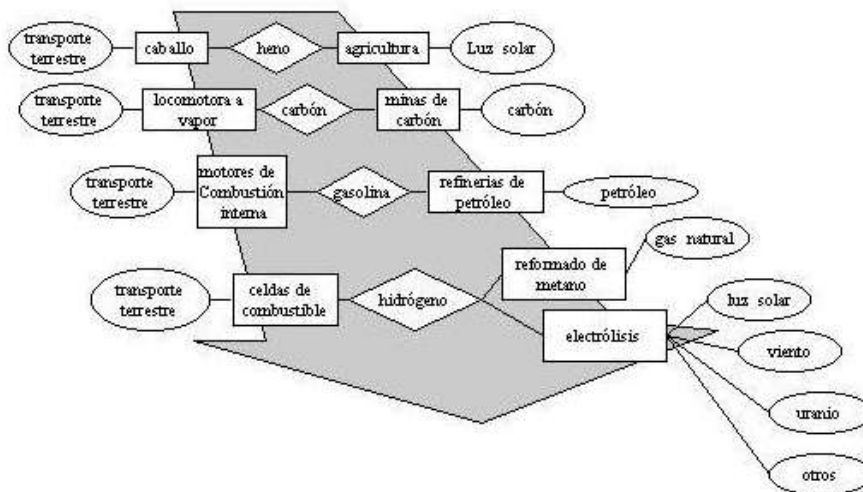 transporte
terrestre
caballo
heno
agricultura
Luz solar
transporte
terrestre
locomotora a
vapor
carbón
minas de
carbón
carbón
transporte
terrestre
motores de
Combustión
interna
gasolina
refinerias de
petróleo
petróleo
gas natural
reformado de
metano
transporte
terrestre
celdas de
combustible
hidrógeno
luz solar
electrólisis
viento
uranio
otros